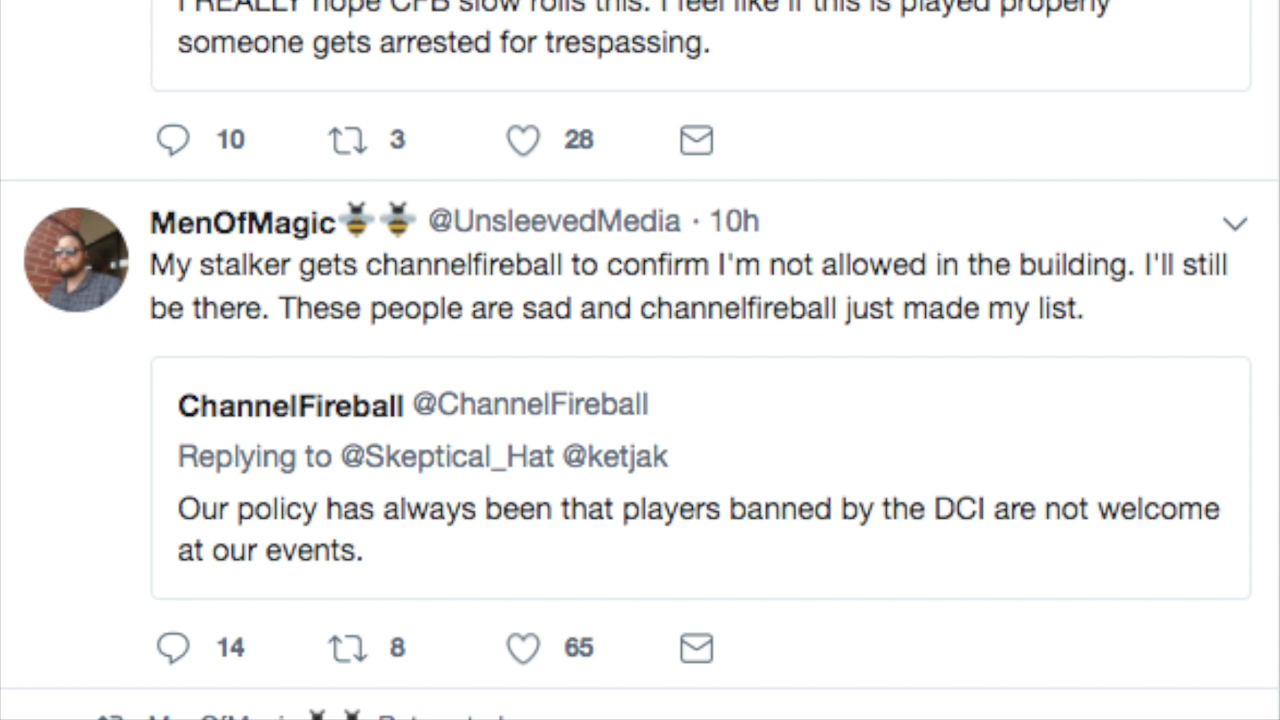 I REALLY hope CFB slow rolls this. I feel like if this is played properly
someone gets arrested for trespassing.
10 3 28
MenOfMagic🐝🐝 @UnsleevedMedia · 10h
My stalker gets channelfireball to confirm I'm not allowed in the building. I'll still
be there. These people are sad and channelfireball just made my list.
ChannelFireball @ChannelFireball
Replying to @Skeptical_Hat @ketjak
Our policy has always been that players banned by the DCI are not welcome
at our events.
14 8 65
MenOfMagic🐝🐝 Retweeted